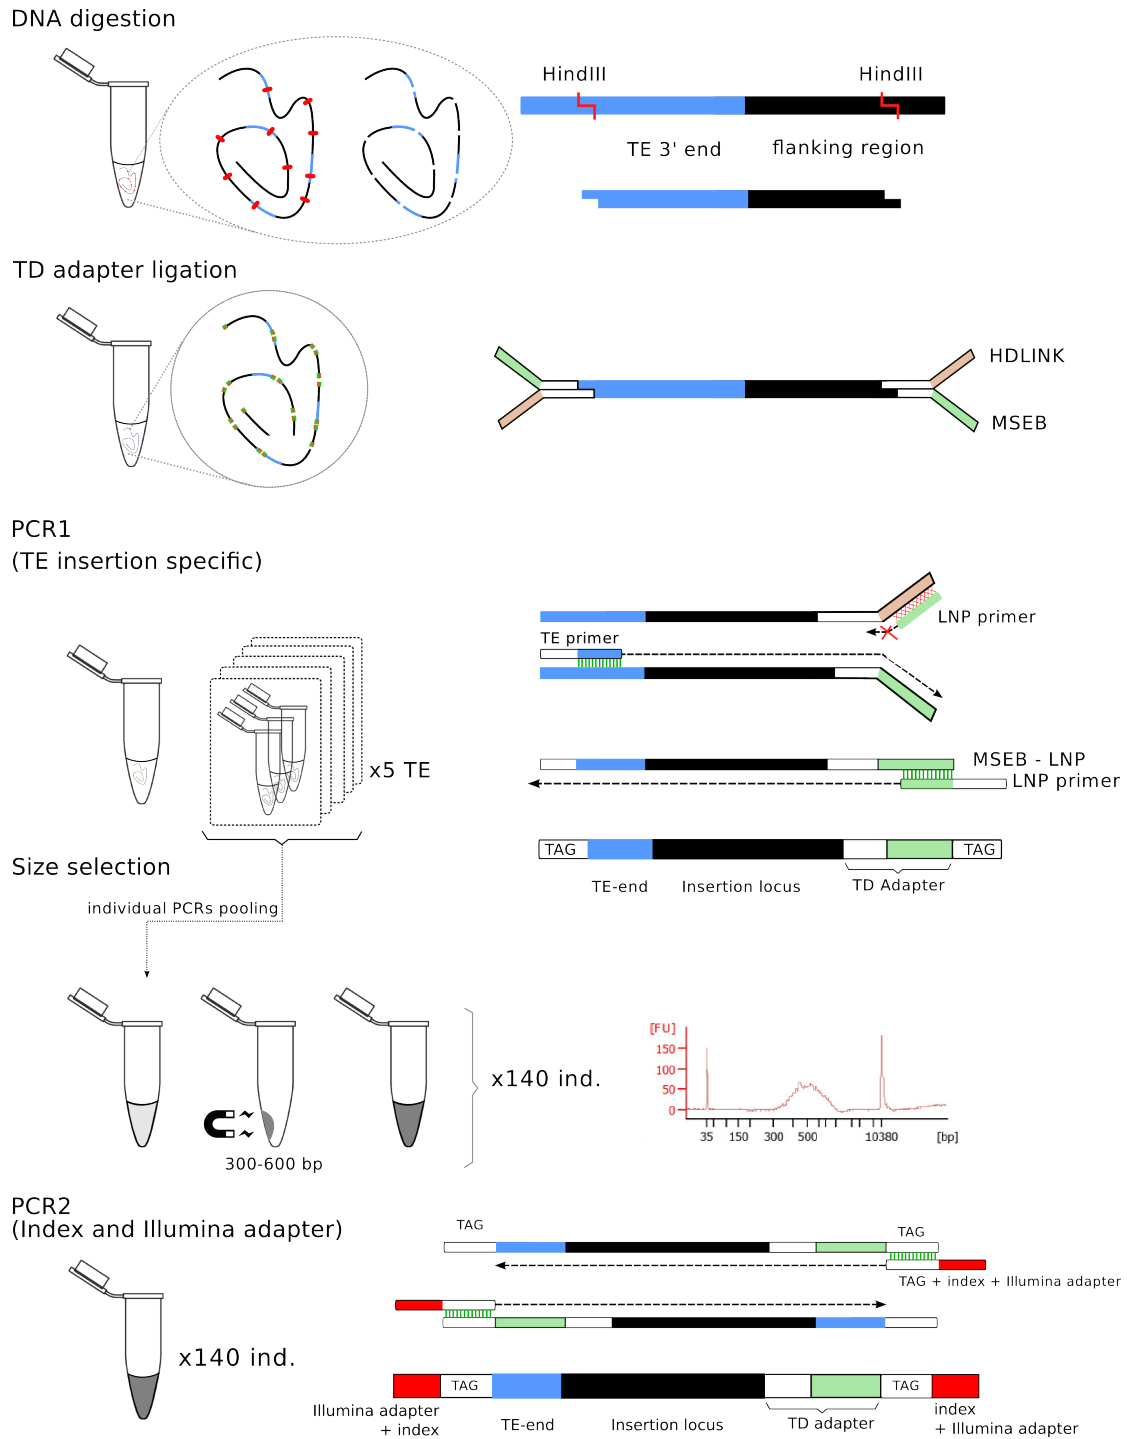 DNA digestion
HindIII
HindIII
TE 3' end
flanking region
TD adapter ligation
HDLINK
MSEB
PCR1
(TE insertion specific)
LNP primer
TE primer
x5 TE
MSEB - LNP
LNP primer
TAG
TAG
Size selection
TE-end
Insertion locus
TD Adapter
individual PCRs pooling
[FU]
150
100
50
0
35
150
300
500
10380
[bp]
x140 ind.
300-600 bp
PCR2
(Index and Illumina adapter)
TAG
TAG
TAG + index + Illumina adapter
x140 ind.
TAG
TAG
Illumina adapter
+ index
TE-end
Insertion locus
TD adapter
index
+ Illumina adapter